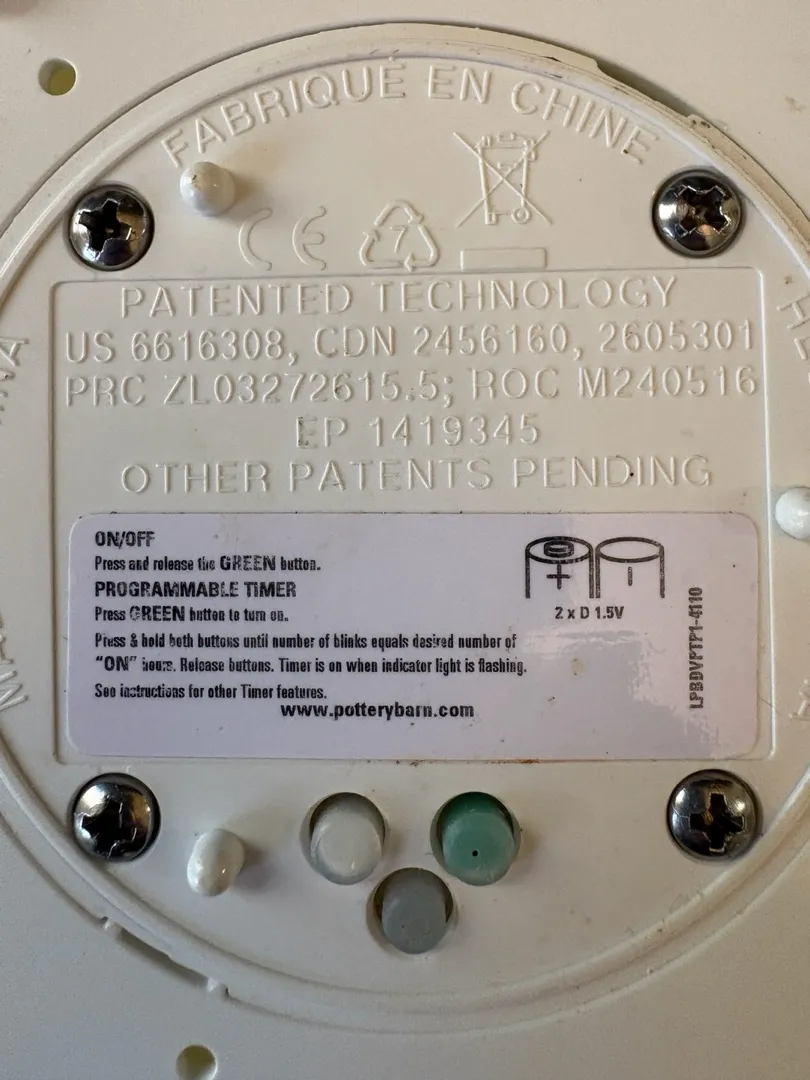 FABRIQUÉ EN CHINE
CE
7
PATENTED TECHNOLOGY
US 6616308, CDN 2456160, 2605301
PRC ZL03272615.5; ROC M240516
EP 1419345
OTHER PATENTS PENDING
ON/OFF
Press and release the GREEN button.
PROGRAMMABLE TIMER
Press GREEN button to turn on.
Press & hold both buttons until number of blinks equals desired number of
"ON" hours. Release buttons. Timer is on when indicator light is flashing.
See instructions for other Timer features.
www.potterybarn.com
+ -
2 x D 1.5V
LPBDVPTP1-4110